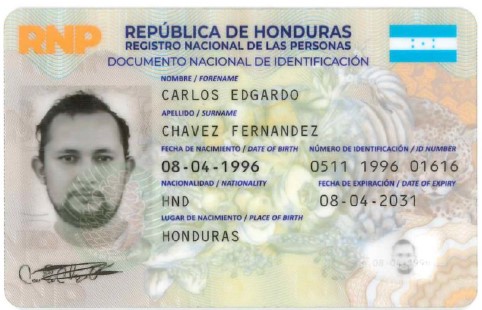 RNP
REPÚBLICA DE HONDURAS
REGISTRO NACIONAL DE LAS PERSONAS
DOCUMENTO NACIONAL DE IDENTIFICACIÓN
NOMBRE / FORENAME
CARLOS EDGARDO
APELLIDO / SURNAME
CHAVEZ FERNANDEZ
FECHA DE NACIMIENTO / DATE OF BIRTH NÚMERO DE IDENTIFICACIÓN / ID NUMBER
08-04-1996 0511 1996 01616
NACIONALIDAD / NATIONALITY FECHA DE EXPIRACIÓN / DATE OF EXPIRY
HND 08-04-2031
LUGAR DE NACIMIENTO / PLACE OF BIRTH
HONDURAS